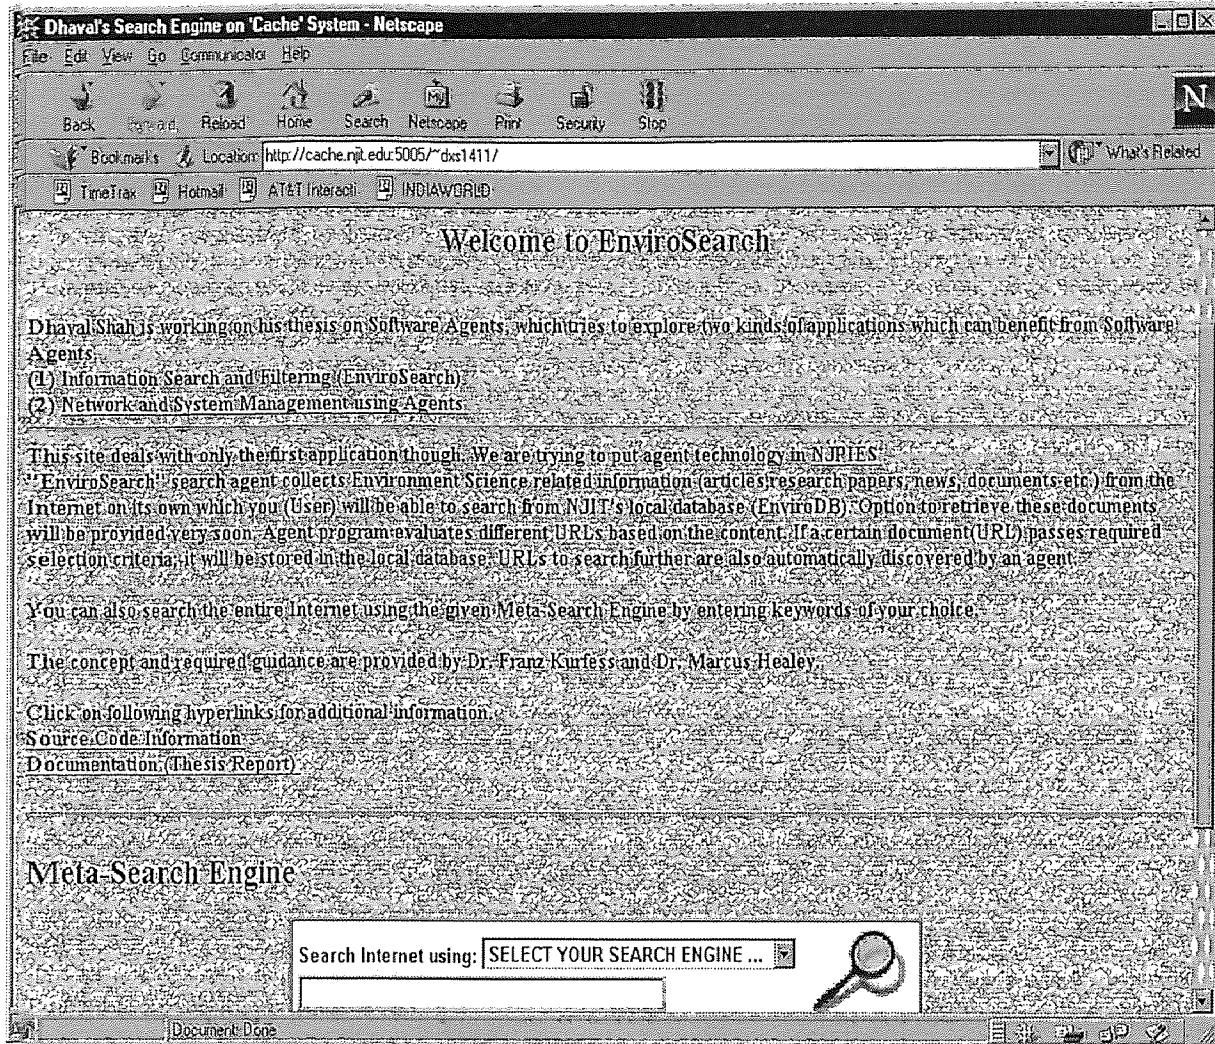 Dhaval's Search Engine on 'Cache' System - Netscape
File Edit View Go Communicator Help
Back Forward Reload Home Search Netscape Print Security Stop
N
Bookmarks Location: http://cache.njit.edu:5005/~dxs1411/ What's Related
TimeTrax Hotmail AT&T Interacti INDIAWORLD
Welcome to EnviroSearch
Dhaval Shah is working on his thesis on Software Agents, which tries to explore two kinds of applications which can benefit from Software
Agents.
(1) Information Search and Filtering (EnviroSearch)
(2) Network and System Management using Agents.
This site deals with only the first application though. We are trying to put agent technology in NJPIES.
"EnviroSearch" search agent collects Environment Science related information (articles, research papers, news, documents etc.) from the
Internet on its own which you (User) will be able to search from NJIT's local database (EnviroDB). Option to retrieve these documents
will be provided very soon. Agent program evaluates different URLs based on the content. If a certain document(URL) passes required
selection criteria, it will be stored in the local database. URLs to search further are also automatically discovered by an agent.
You can also search the entire Internet using the given Meta-Search Engine by entering keywords of your choice.
The concept and required guidance are provided by Dr. Franz Kurfess and Dr. Marcus Healey.
Click on following hyperlinks for additional information.
Source Code Information
Documentation (Thesis Report)
Meta-Search Engine
Search Internet using: SELECT YOUR SEARCH ENGINE ...
Document: Done